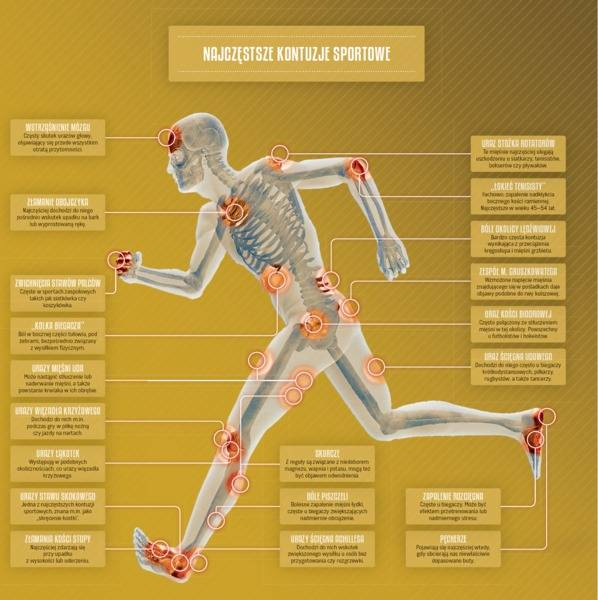 NAJCZĘSTSZE KONTUZJE SPORTOWE
WSTRZĄŚNIENIE MÓZGU
Częsty skutek urazów głowy,
objawiający się przede wszystkim
utratą przytomności.
ZŁAMANIE OBOJCZYKA
Najczęściej dochodzi do niego
pośrednio wskutek upadku na bark
lub wyprostowaną rękę.
ZWICHNIĘCIA STAWÓW PALCÓW
Częste w sportach zespołowych
takich jak siatkówka czy
koszykówka.
„KOLKA BIEGACZA"
Ból w bocznej części tułowia, pod
żebrami, bezpośrednio związany
z wysiłkiem fizycznym.
URAZY MIĘŚNI UDA
Może nastąpić stłuczenie lub
naderwanie mięśni, a także
powstanie krwiaka w ich obrębie.
URAZY WIĘZADŁA KRZYŻOWEGO
Dochodzi do nich m.in.
podczas gry w piłkę nożną
czy jazdy na nartach.
URAZY ŁĄKOTEK
Występują w podobnych
okolicznościach, co urazy więzadła
krzyżowego.
URAZY STAWU SKOKOWEGO
Jedna z najczęstszych kontuzji
sportowych, znana m.in. jako
„skręcenie kostki".
ZŁAMANIA KOŚCI STOPY
Najczęściej zdarzają się
przy upadku
z wysokości lub uderzeniu.
URAZ STOŻKA ROTATORÓW
Te mięśnie najczęściej ulegają
uszkodzeniu u siatkarzy, tenisistów,
bokserów czy pływaków.
„ŁOKIEĆ TENISISTY"
Fachowo: zapalenie nadkłykcia
bocznego kości ramiennej.
Najczęstsze w wieku 45–54 lat.
BÓLE OKOLICY LĘDŹWIOWEJ
Bardzo częsta kontuzja
wynikająca z przeciążenia
kręgosłupa i brzietu.
ZESPÓŁ M. GRUSZKOWATEGO
Wzmożone napięcie mięśnia
znajdującego się w pośladkach daje
objawy podobne do rwy kulszowej.
URAZ KOŚCI BIODROWEJ
Często połączony ze stłuczeniem
mięśni w tej okolicy. Powszechny
u futbolistów i hokeistów.
URAZ ŚCIĘGNA UDOWEGO
Dochodzi do niego często u biegaczy
krótkodystansowych, piłkarzy,
rugbystów, a także tancerzy.
SKURCZE
Z reguły są związane z niedoborem
magnezu, wapnia i potasu, mogą też
być objawem odwodnienia.
BÓLE PISZCZELI
Bolesne zapalenie mięśni łydki,
częste u biegaczy zwiększających
nadmiernie obciążenie.
URAZY ŚCIĘGNA ACHILLESA
Dochodzi do nich wskutek
zwiększonego wysiłku u osób bez
przygotowania czy rozgrzewki.
ZAPALENIE ROZCIĘGNA
Częste u biegaczy. Może być
efektem przetrenowania lub
nadmiernego stresu.
PĘCHERZE
Pojawiają się najczęściej wtedy,
gdy obcierają nas niewłaściwie
dopasowane buty.